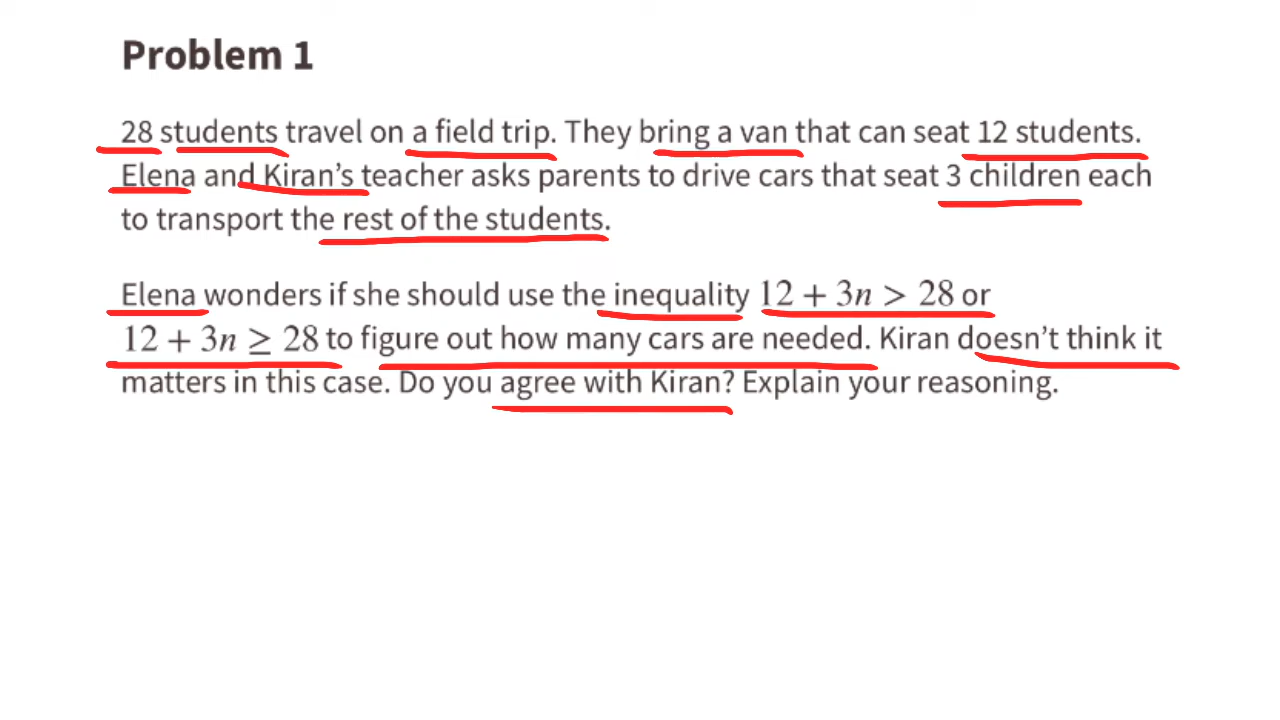 Problem 1
28 students travel on a field trip. They bring a van that can seat 12 students.
Elena and Kiran’s teacher asks parents to drive cars that seat 3 children each
to transport the rest of the students.
Elena wonders if she should use the inequality 12 + 3n > 28 or
12 + 3n ≥ 28 to figure out how many cars are needed. Kiran doesn’t think it
matters in this case. Do you agree with Kiran? Explain your reasoning.